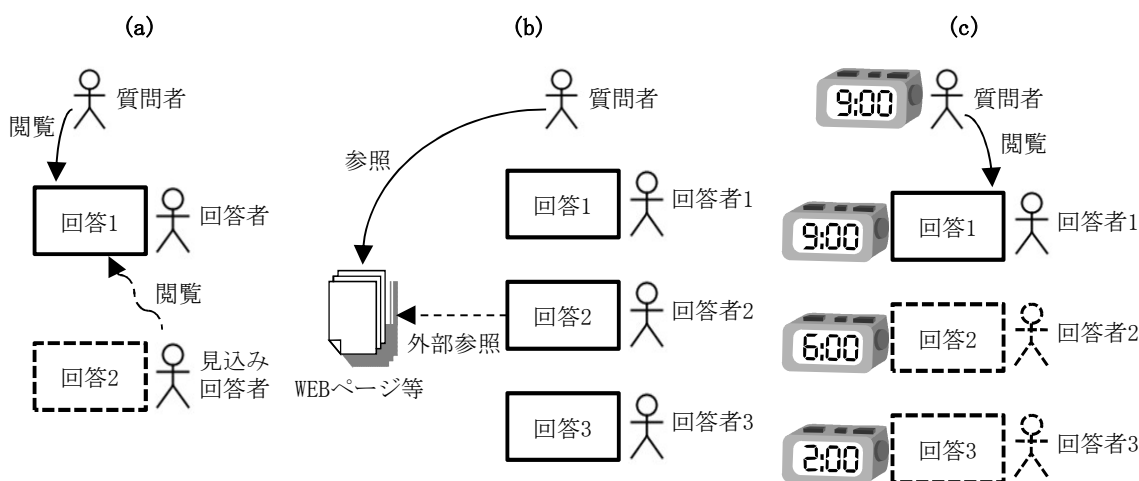 (a)
質問者
閲覧
回答1
回答者
閲覧
回答2
見込み
回答者
(b)
質問者
参照
回答1
回答者1
回答2
回答者2
外部参照
WEBページ等
回答3
回答者3
(c)
9:00
質問者
閲覧
9:00
回答1
回答者1
6:00
回答2
回答者2
2:00
回答3
回答者3